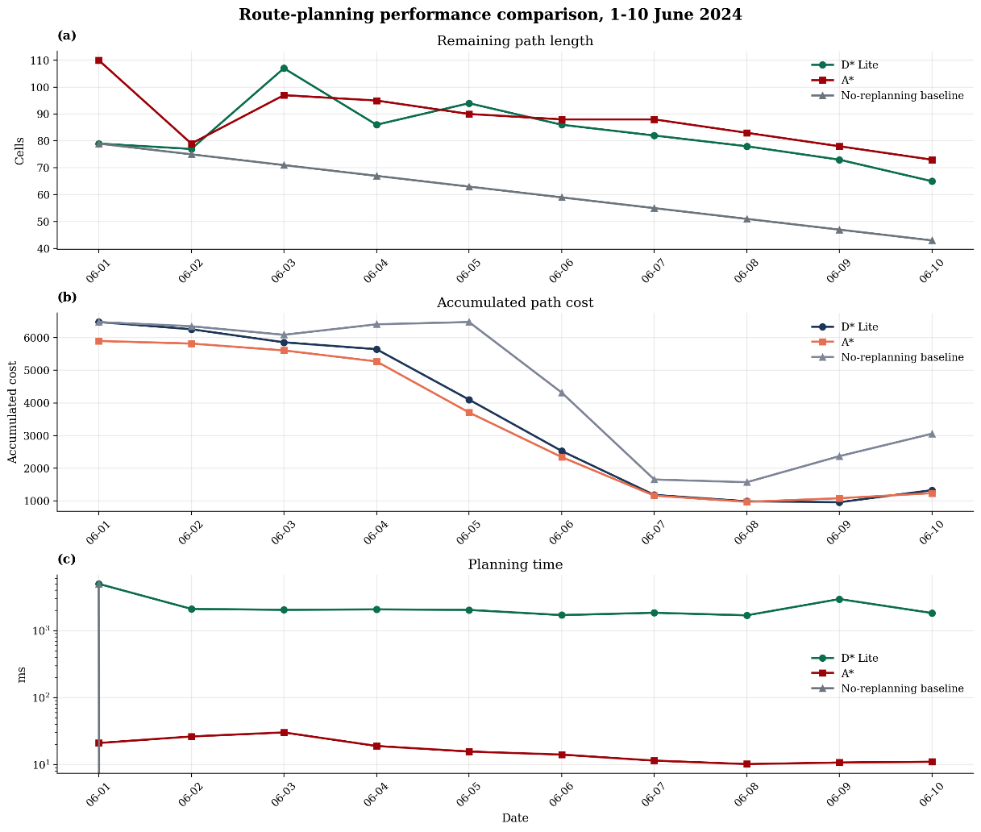 Route-planning performance comparison, 1-10 June 2024
(a)
Remaining path length
110
100
90
80
70
60
50
40
Cells
D* Lite
A*
No-replanning baseline
06-01 06-02 06-03 06-04 06-05 06-06 06-07 06-08 06-09 06-10
(b)
Accumulated path cost
6000
5000
4000
3000
2000
1000
Accumulated cost
D* Lite
A*
No-replanning baseline
06-01 06-02 06-03 06-04 06-05 06-06 06-07 06-08 06-09 06-10
(c)
Planning time
10³
10²
10¹
ms
D* Lite
A*
No-replanning baseline
06-01 06-02 06-03 06-04 06-05 06-06 06-07 06-08 06-09 06-10
Date